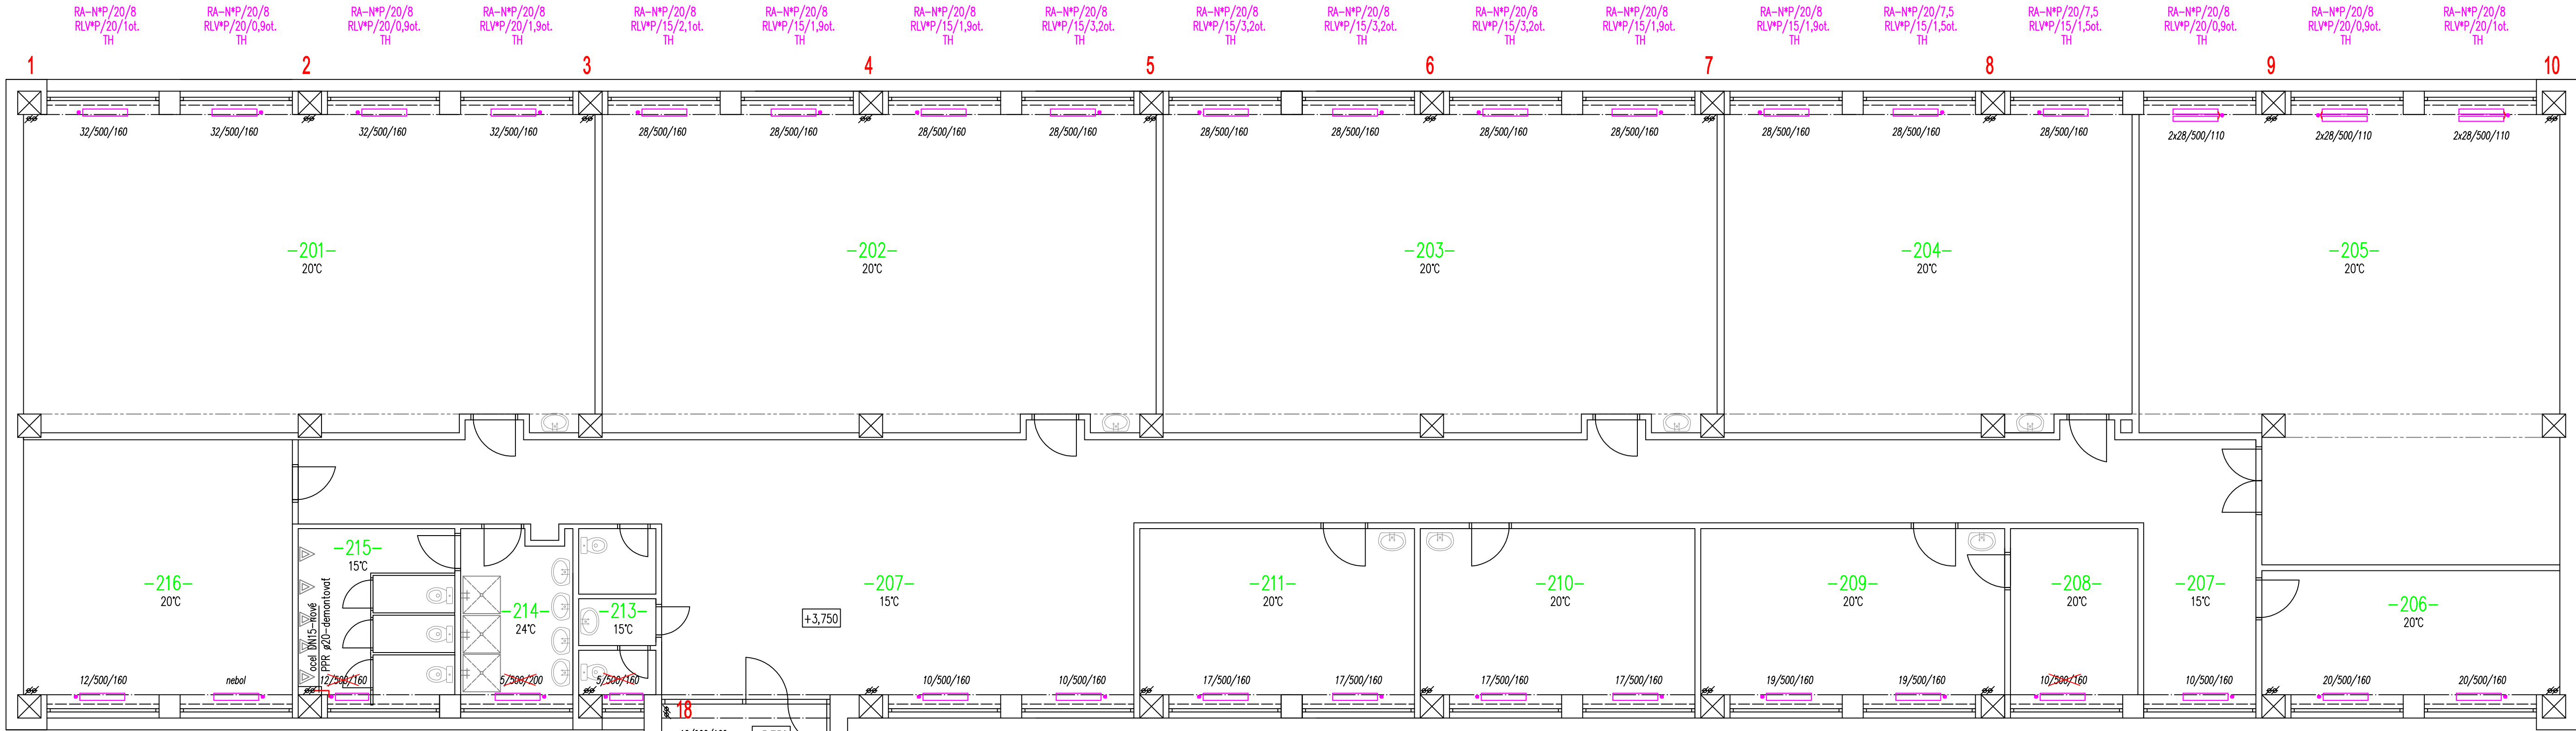 RA-N*P/20/8 RA-N*P/20/8 RA-N*P/20/8 RA-N*P/20/8 RA-N*P/20/8 RA-N*P/20/8 RA-N*P/20/8 RA-N*P/20/8 RA-N*P/20/8 RA-N*P/20/8 RA-N*P/20/8 RA-N*P/20/8 RA-N*P/20/8 RA-N*P/20/7,5 RA-N*P/20/7,5 RA-N*P/20/8 RA-N*P/20/8 RA-N*P/20/8
RLV*P/20/1ot. RLV*P/20/0,9ot. RLV*P/20/0,9ot. RLV*P/20/1,9ot. RLV*P/15/2,1ot. RLV*P/15/1,9ot. RLV*P/15/1,9ot. RLV*P/15/3,2ot. RLV*P/15/3,2ot. RLV*P/15/3,2ot. RLV*P/15/3,2ot. RLV*P/15/1,9ot. RLV*P/15/1,9ot. RLV*P/15/1,5ot. RLV*P/15/1,5ot. RLV*P/20/0,9ot. RLV*P/20/0,9ot. RLV*P/20/1ot.
TH TH TH TH TH TH TH TH TH TH TH TH TH TH TH TH TH TH
1 2 3 4 5 6 7 8 9 10
32/500/160 32/500/160 32/500/160 32/500/160 28/500/160 28/500/160 28/500/160 28/500/160 28/500/160 28/500/160 28/500/160 28/500/160 28/500/160 28/500/160 28/500/160 2x28/500/110 2x28/500/110 2x28/500/110
-201- -202- -203- -204- -205-
20°C 20°C 20°C 20°C 20°C
-215-
15°C
-216- -207- -211- -210- -209- -208- -207-
20°C 15°C 20°C 20°C 20°C 20°C 15°C
-214- -213- -206-
24°C 15°C 20°C
+3,750
ocel DN15-nové
PPR ø20-demontovat
12/500/160 nebol 12/500/160 5/500/200 5/500/160 10/500/160 10/500/160 17/500/160 17/500/160 17/500/160 17/500/160 19/500/160 19/500/160 10/500/160 10/500/160 20/500/160 20/500/160
18